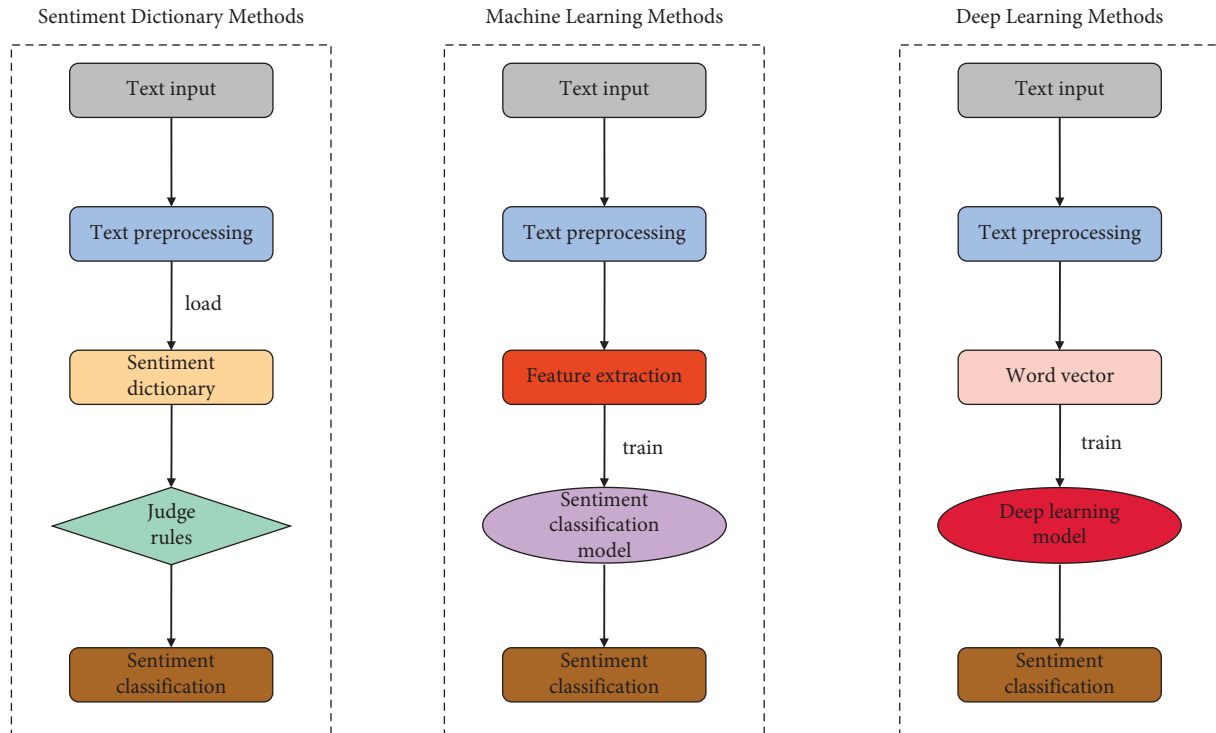 Sentiment Dictionary Methods
Text input
Text preprocessing
load
Sentiment
dictionary
Judge
rules
Sentiment
classification
Machine Learning Methods
Text input
Text preprocessing
Feature extraction
train
Sentiment
classification
model
Sentiment
classification
Deep Learning Methods
Text input
Text preprocessing
Word vector
train
Deep learning
model
Sentiment
classification